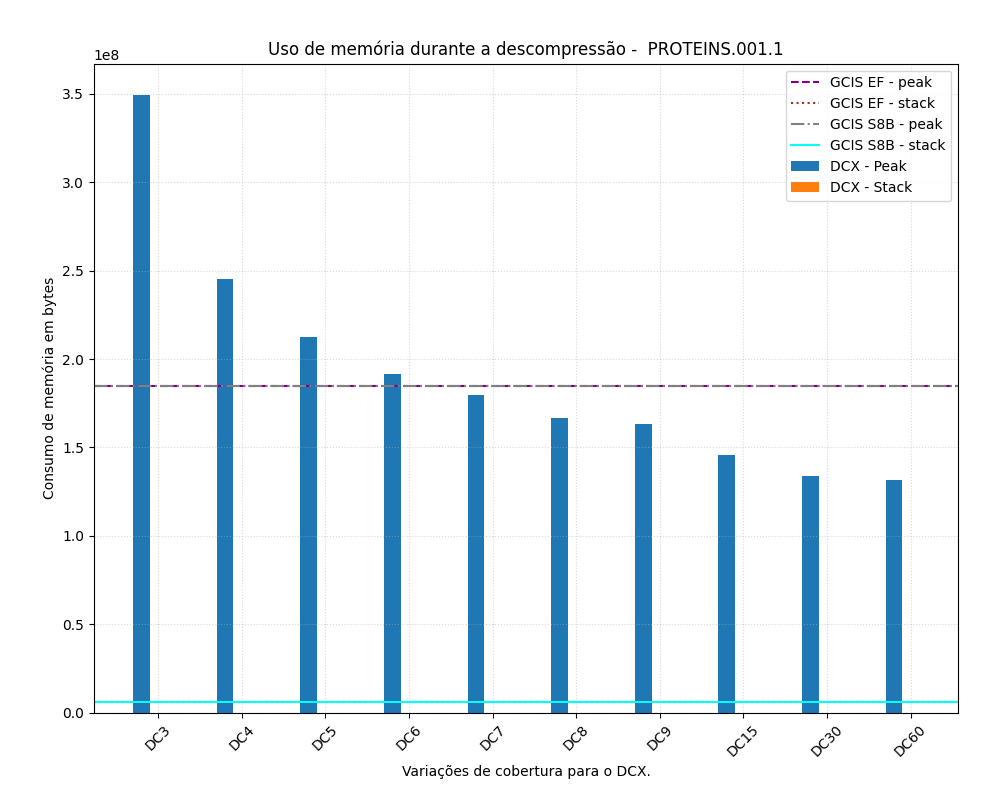 Uso de memória durante a descompressão -  PROTEINS.001.1
1e8
GCIS EF - peak
GCIS EF - stack
GCIS S8B - peak
GCIS S8B - stack
DCX - Peak
DCX - Stack
3.5
3.0
2.5
2.0
1.5
1.0
0.5
0.0
Consumo de memória em bytes
DC3
DC4
DC5
DC6
DC7
DC8
DC9
DC15
DC30
DC60
Variações de cobertura para o DCX.